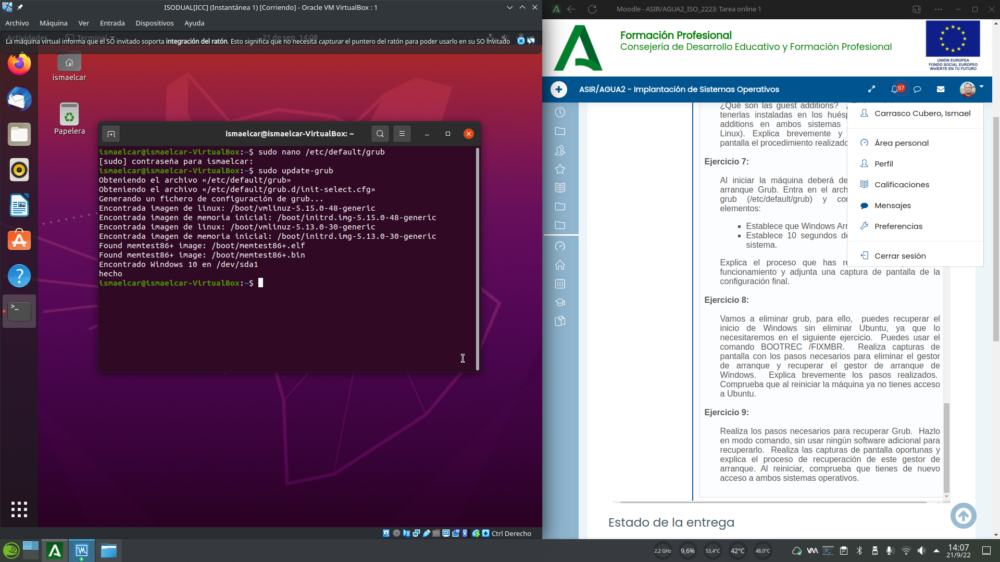 ISODUAL[ICC] (Instantánea 1) [Corriendo] - Oracle VM VirtualBox : 1
Archivo Máquina Ver Entrada Dispositivos Ayuda
Actividades Terminal 21 de sep 14:08
La máquina virtual informa que el SO invitado soporta integración del ratón. Esto significa que no necesita capturar el puntero del ratón para poder usarlo en su SO invitado
ismaelcar
Papelera
ismaelcar@ismaelcar-VirtualBox: ~
ismaelcar@ismaelcar-VirtualBox:~$ sudo nano /etc/default/grub
[sudo] contraseña para ismaelcar:
ismaelcar@ismaelcar-VirtualBox:~$ sudo update-grub
Obteniendo el archivo «/etc/default/grub»
Obteniendo el archivo «/etc/default/grub.d/init-select.cfg»
Generando un fichero de configuración de grub...
Encontrada imagen de linux: /boot/vmlinuz-5.15.0-48-generic
Encontrada imagen de memoria inicial: /boot/initrd.img-5.15.0-48-generic
Encontrada imagen de linux: /boot/vmlinuz-5.13.0-30-generic
Encontrada imagen de memoria inicial: /boot/initrd.img-5.13.0-30-generic
Found memtest86+ image: /boot/memtest86+.elf
Found memtest86+ image: /boot/memtest86+.bin
Encontrado Windows 10 en /dev/sda1
hecho
ismaelcar@ismaelcar-VirtualBox:~$
Ctrl Derecho
Moodle - ASIR/AGUA2_ISO_2223: Tarea online 1
Formación Profesional
Consejería de Desarrollo Educativo y Formación Profesional
UNIÓN EUROPEA
FONDO SOCIAL EUROPEO
INVIERTE EN TU FUTURO
ASIR/AGUA2 - Implantación de Sistemas Operativos
97
¿Qué son las guest additions?
tenerlas instaladas en los huésp
additions en ambos sistemas
Linux). Explica brevemente y
pantalla el procedimiento realizado
Carrasco Cubero, Ismael
Área personal
Perfil
Calificaciones
Mensajes
Preferencias
Cerrar sesión
Ejercicio 7:
Al iniciar la máquina deberá de
arranque Grub. Entra en el arch
grub (/etc/default/grub) y con
elementos:
Establece que Windows Arr
Establece 10 segundos de
sistema.
Explica el proceso que has re
funcionamiento y adjunta una captura de pantalla de la
configuración final.
Ejercicio 8:
Vamos a eliminar grub, para ello, puedes recuperar el
inicio de Windows sin eliminar Ubuntu, ya que lo
necesitaremos en el siguiente ejercicio. Puedes usar el
comando BOOTREC /FIXMBR. Realiza capturas de
pantalla con los pasos necesarios para eliminar el gestor
de arranque y recuperar el gestor de arranque de
Windows. Explica brevemente los pasos realizados.
Comprueba que al reiniciar la máquina ya no tienes acceso
a Ubuntu.
Ejercicio 9:
Realiza los pasos necesarios para recuperar Grub. Hazlo
en modo comando, sin usar ningún software adicional para
recuperarlo. Realiza las capturas de pantalla oportunas y
explica el proceso de recuperación de este gestor de
arranque. Al reiniciar, comprueba que tienes de nuevo
acceso a ambos sistemas operativos.
Estado de la entrega
2,2 GHz 9,6% 53,4°C 42°C 48,0°C
14:07
21/9/22